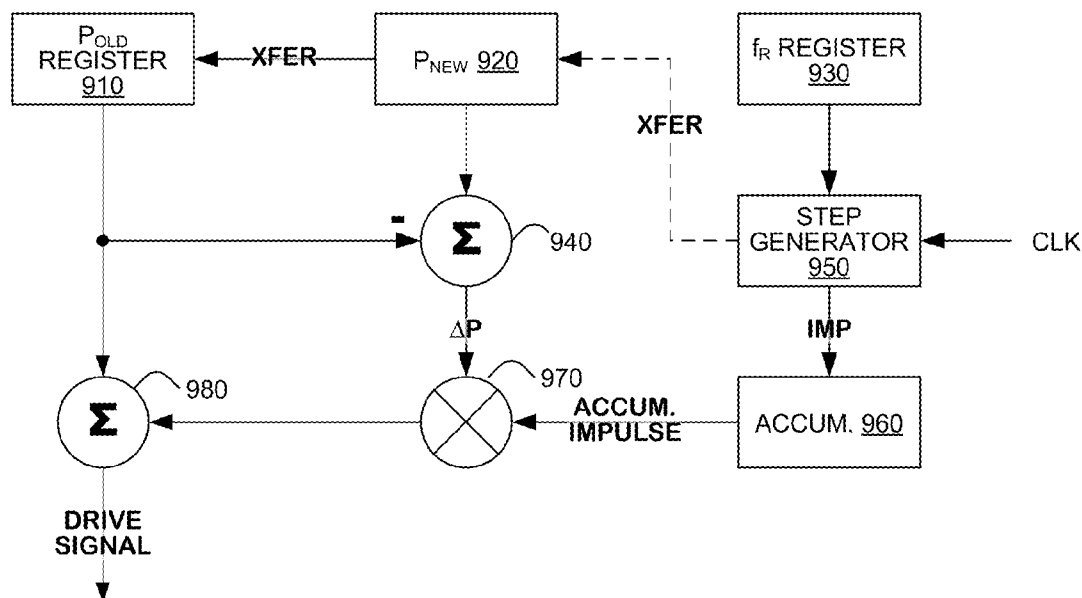 P_OLD
REGISTER
910
XFER
P_NEW 920
f_R REGISTER
930
XFER
-
Σ
940
STEP
GENERATOR
950
CLK
ΔP
IMP
Σ
980
970
ACCUM.
IMPULSE
ACCUM. 960
DRIVE
SIGNAL